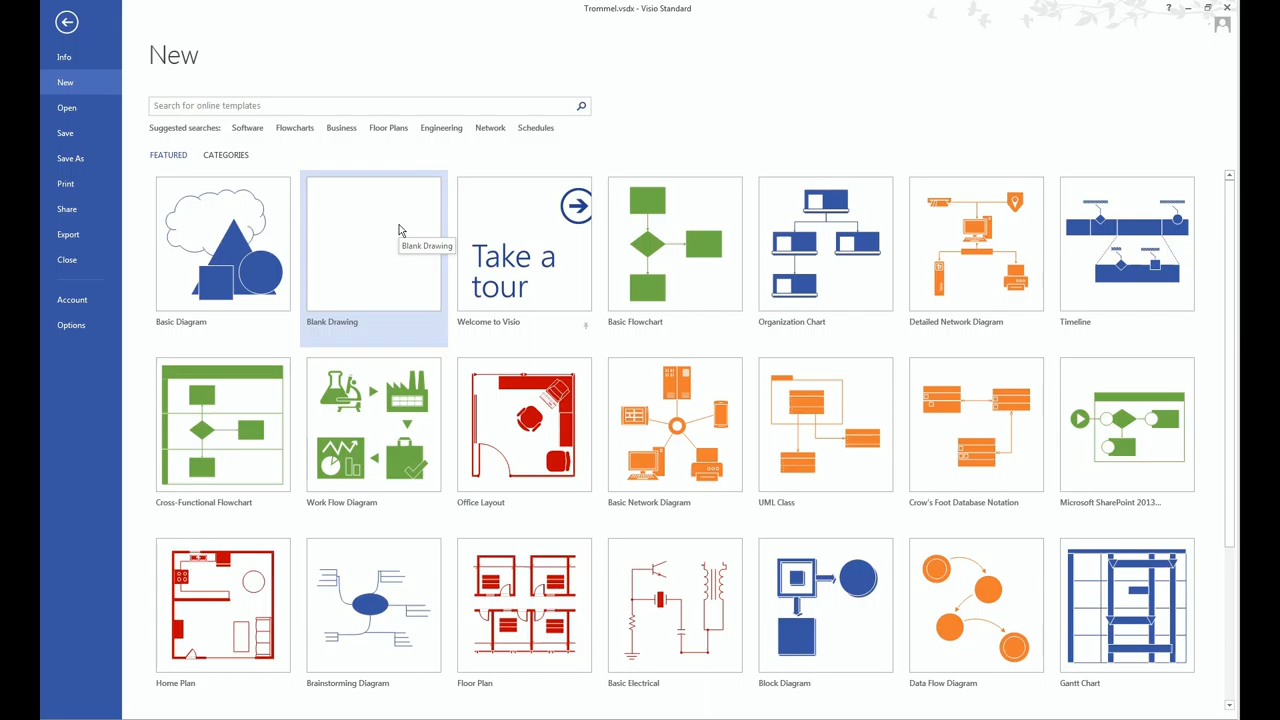 Trommel.vsdx - Visio Standard
?
Info
New
Open
Save
Save As
Print
Share
Export
Close
Account
Options
New
Search for online templates
Suggested searches: Software Flowcharts Business Floor Plans Engineering Network Schedules
FEATURED CATEGORIES
Take a
tour
Blank Drawing
Basic Diagram Blank Drawing Welcome to Visio Basic Flowchart Organization Chart Detailed Network Diagram Timeline
Cross-Functional Flowchart Work Flow Diagram Office Layout Basic Network Diagram UML Class Crow's Foot Database Notation Microsoft SharePoint 2013...
Home Plan Brainstorming Diagram Floor Plan Basic Electrical Block Diagram Data Flow Diagram Gantt Chart